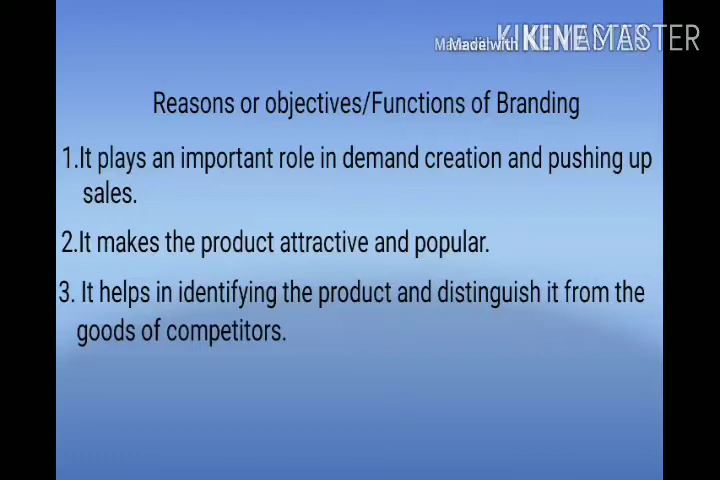 Made with KINEMASTER
Reasons or objectives/Functions of Branding
1.It plays an important role in demand creation and pushing up
sales.
2.It makes the product attractive and popular.
3. It helps in identifying the product and distinguish it from the
goods of competitors.